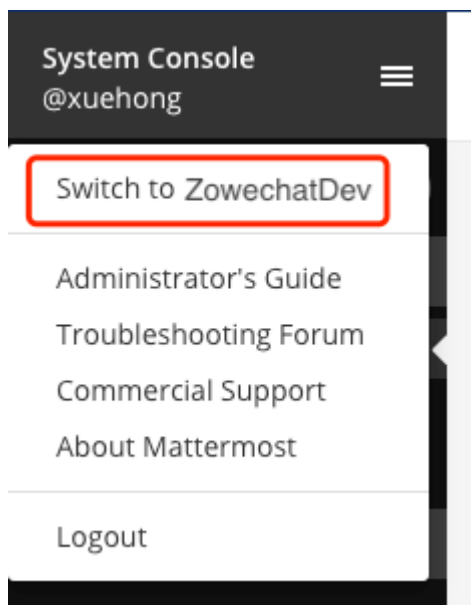 System Console
@xuehong
Switch to ZowechatDev
Administrator's Guide
Troubleshooting Forum
Commercial Support
About Mattermost
Logout